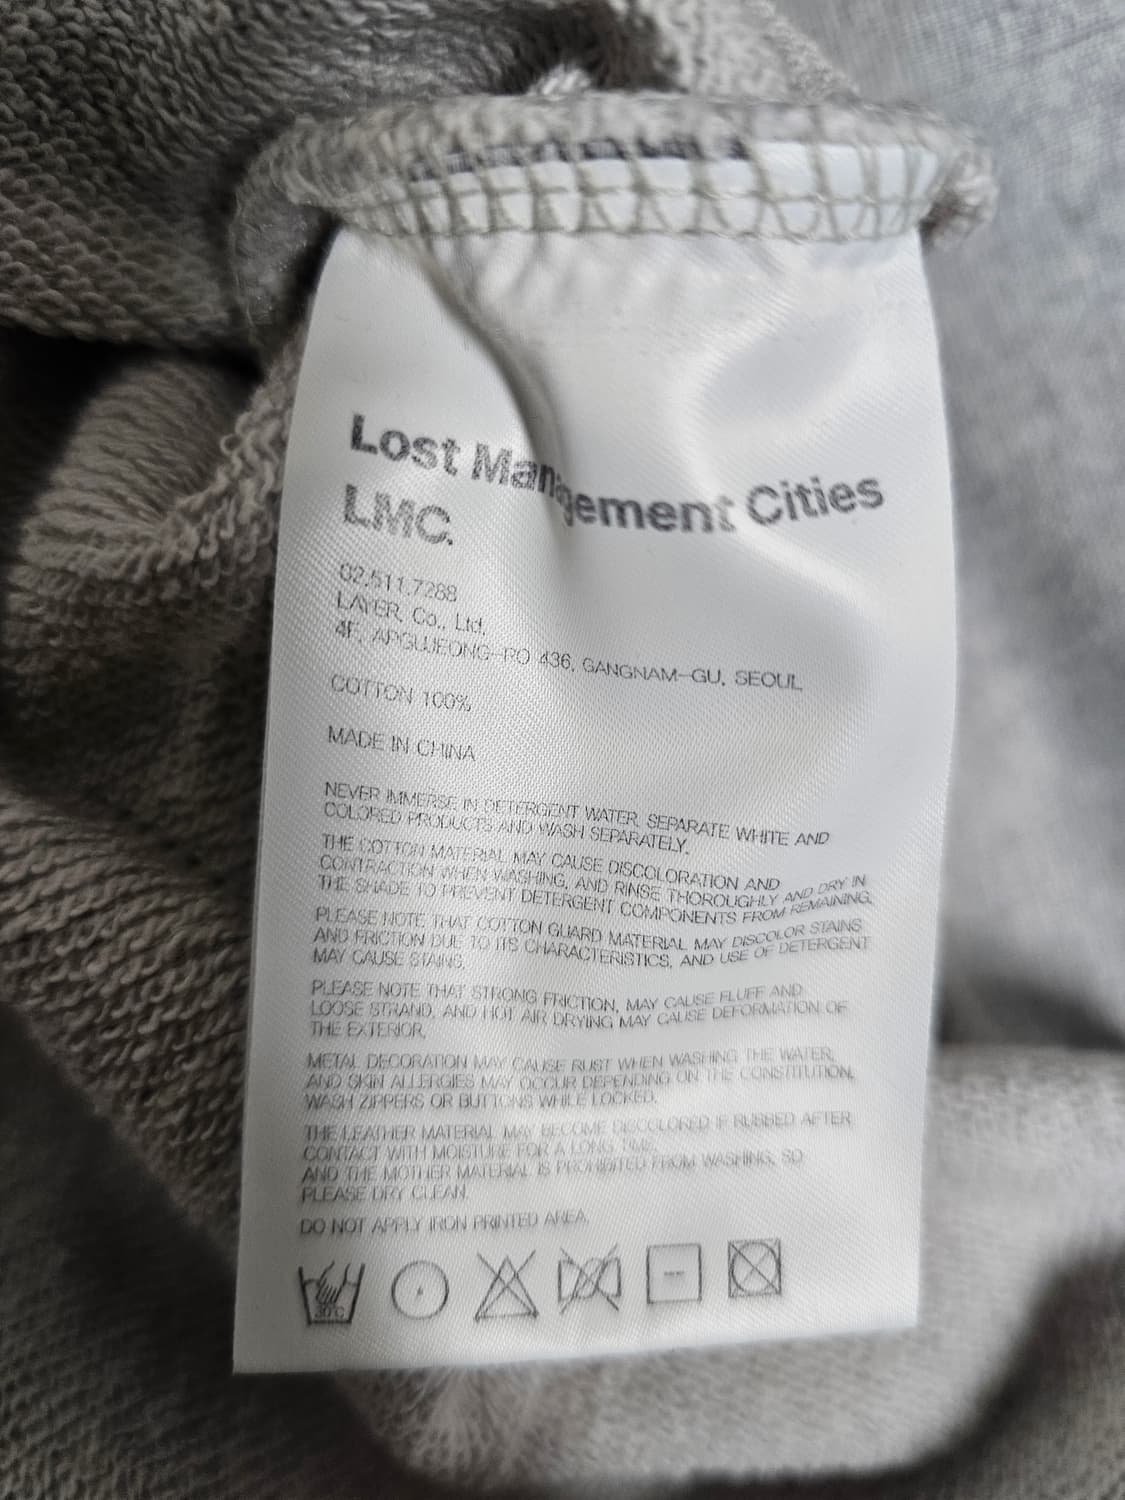 Lost Management Cities
LMC.
02.511.7288
LAYER. Co., Ltd.
4F, APGUJEONG-RO 436, GANGNAM-GU, SEOUL
COTTON 100%
MADE IN CHINA
NEVER IMMERSE IN DETERGENT WATER, SEPARATE WHITE AND
COLORED PRODUCTS AND WASH SEPARATELY.
THE COTTON MATERIAL MAY CAUSE DISCOLORATION AND
CONTRACTION WHEN WASHING, AND RINSE THOROUGHLY AND DRY IN
THE SHADE TO PREVENT DETERGENT COMPONENTS FROM REMAINING.
PLEASE NOTE THAT COTTON GUARD MATERIAL MAY DISCOLOR STAINS
AND FRICTION DUE TO ITS CHARACTERISTICS, AND USE OF DETERGENT
MAY CAUSE STAINS.
PLEASE NOTE THAT STRONG FRICTION, MAY CAUSE FLUFF AND
LOOSE STRAND, AND HOT AIR DRYING MAY CAUSE DEFORMATION OF
THE EXTERIOR.
METAL DECORATION MAY CAUSE RUST WHEN WASHING THE WATER,
AND SKIN ALLERGIES MAY OCCUR DEPENDING ON THE CONSTITUTION,
WASH ZIPPERS OR BUTTONS WHILE LOCKED.
THE LEATHER MATERIAL MAY BECOME DISCOLORED IF RUBBED AFTER
CONTACT WITH MOISTURE FOR A LONG TIME,
AND THE MOTHER MATERIAL IS PROHIBITED FROM WASHING, SO
PLEASE DRY CLEAN.
DO NOT APPLY IRON PRINTED AREA.
30°C